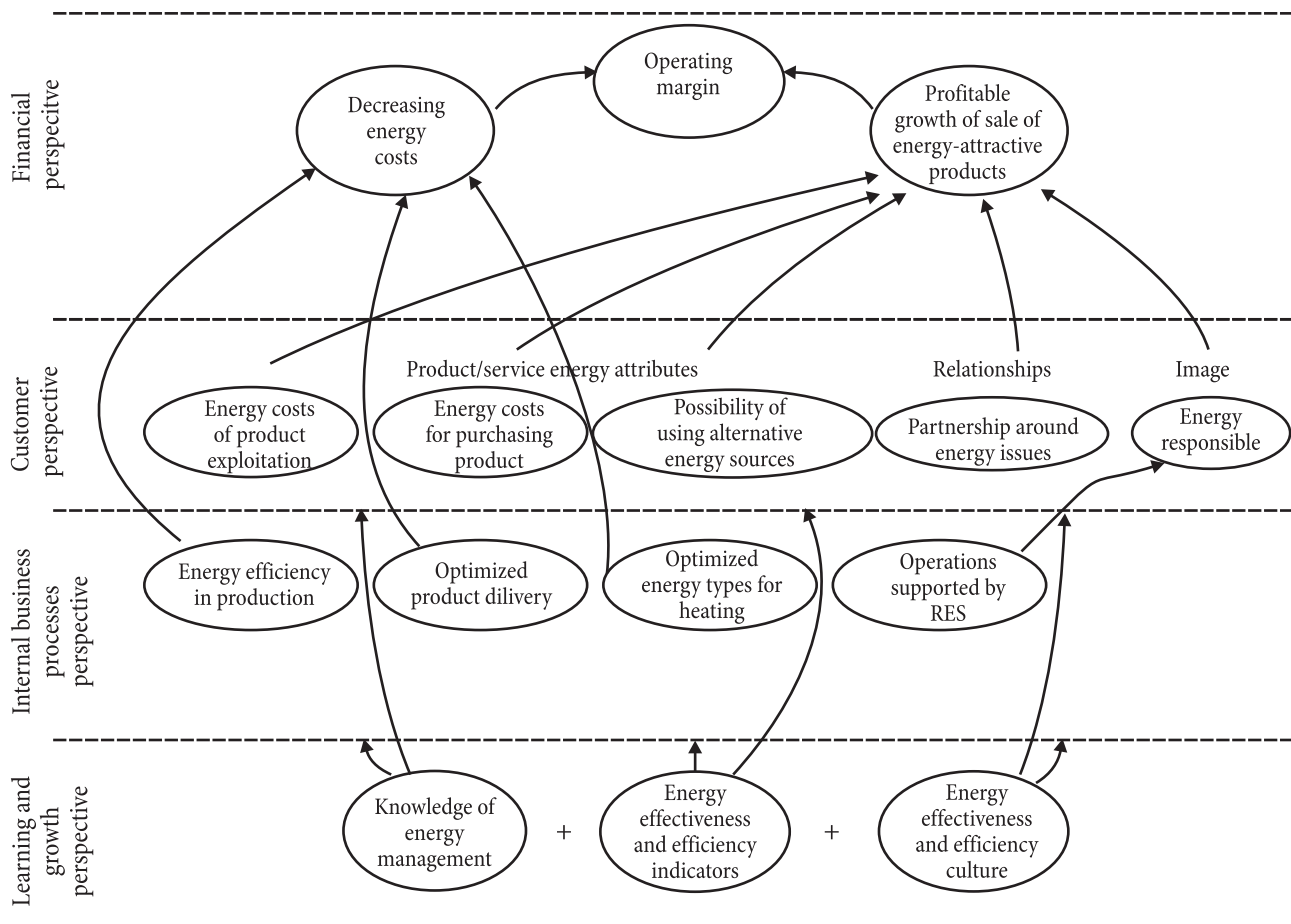 Financial
perspecitve
Operating
margin
Decreasing
energy
costs
Profitable
growth of sale of
energy-attractive
products
Customer
perspective
Product/service energy attributes
Relationships
Image
Energy costs
of product
exploitation
Energy costs
for purchasing
product
Possibility of
using alternative
energy sources
Partnership around
energy issues
Energy
responsible
Internal business
processes
perspective
Energy efficiency
in production
Optimized
product dilivery
Optimized
energy types for
heating
Operations
supported by
RES
Learning and
growth
perspective
Knowledge of
energy
management
+
Energy
effectiveness
and efficiency
indicators
+
Energy
effectiveness
and efficiency
culture